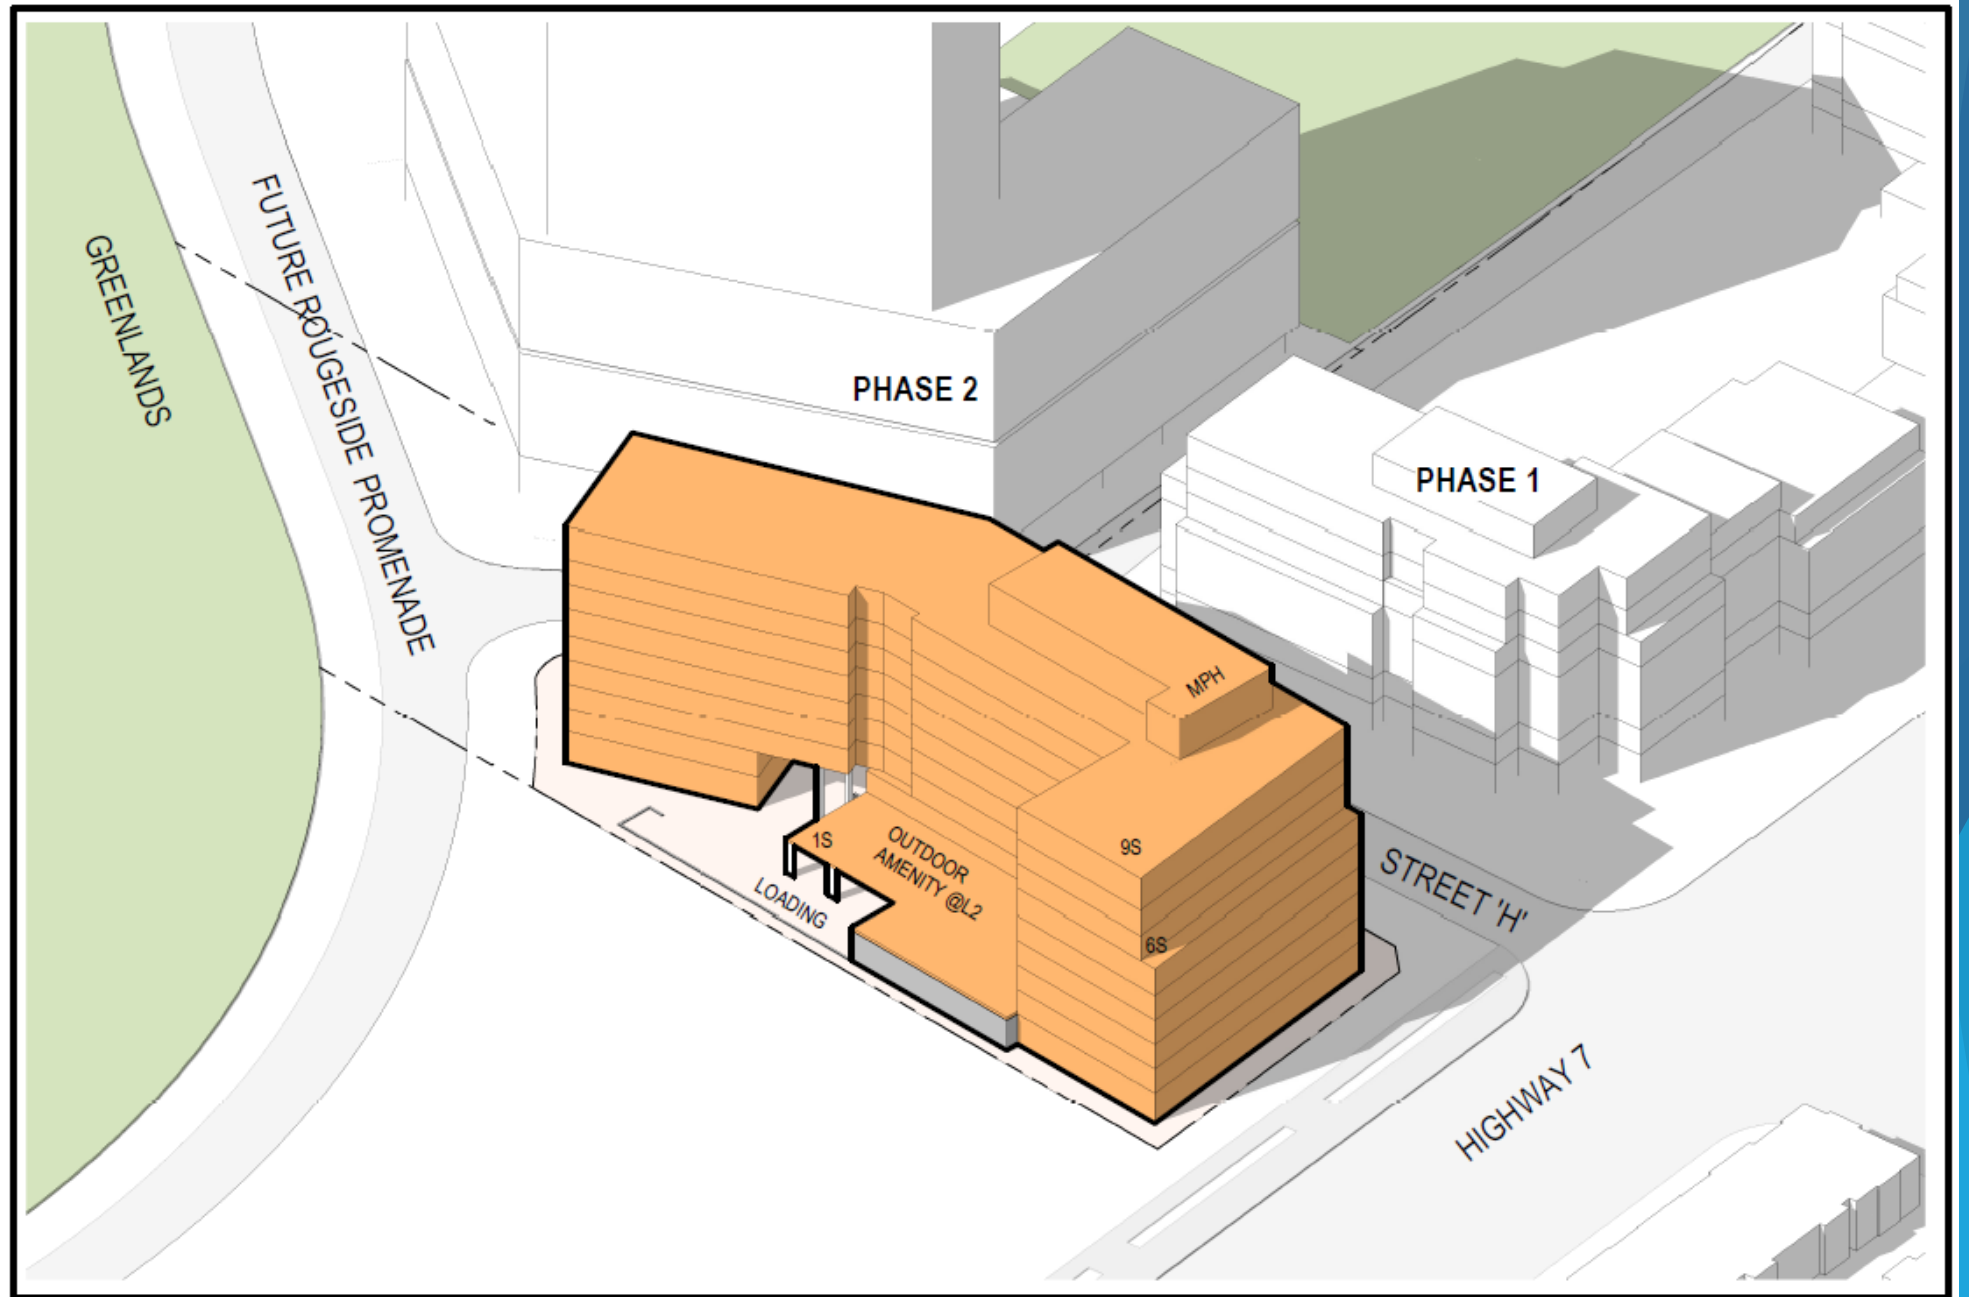 GREENLANDS
FUTURE ROUGESIDE PROMENADE
PHASE 2
PHASE 1
MPH
9S
6S
1S
OUTDOOR
AMENITY @L2
LOADING
STREET 'H'
HIGHWAY 7